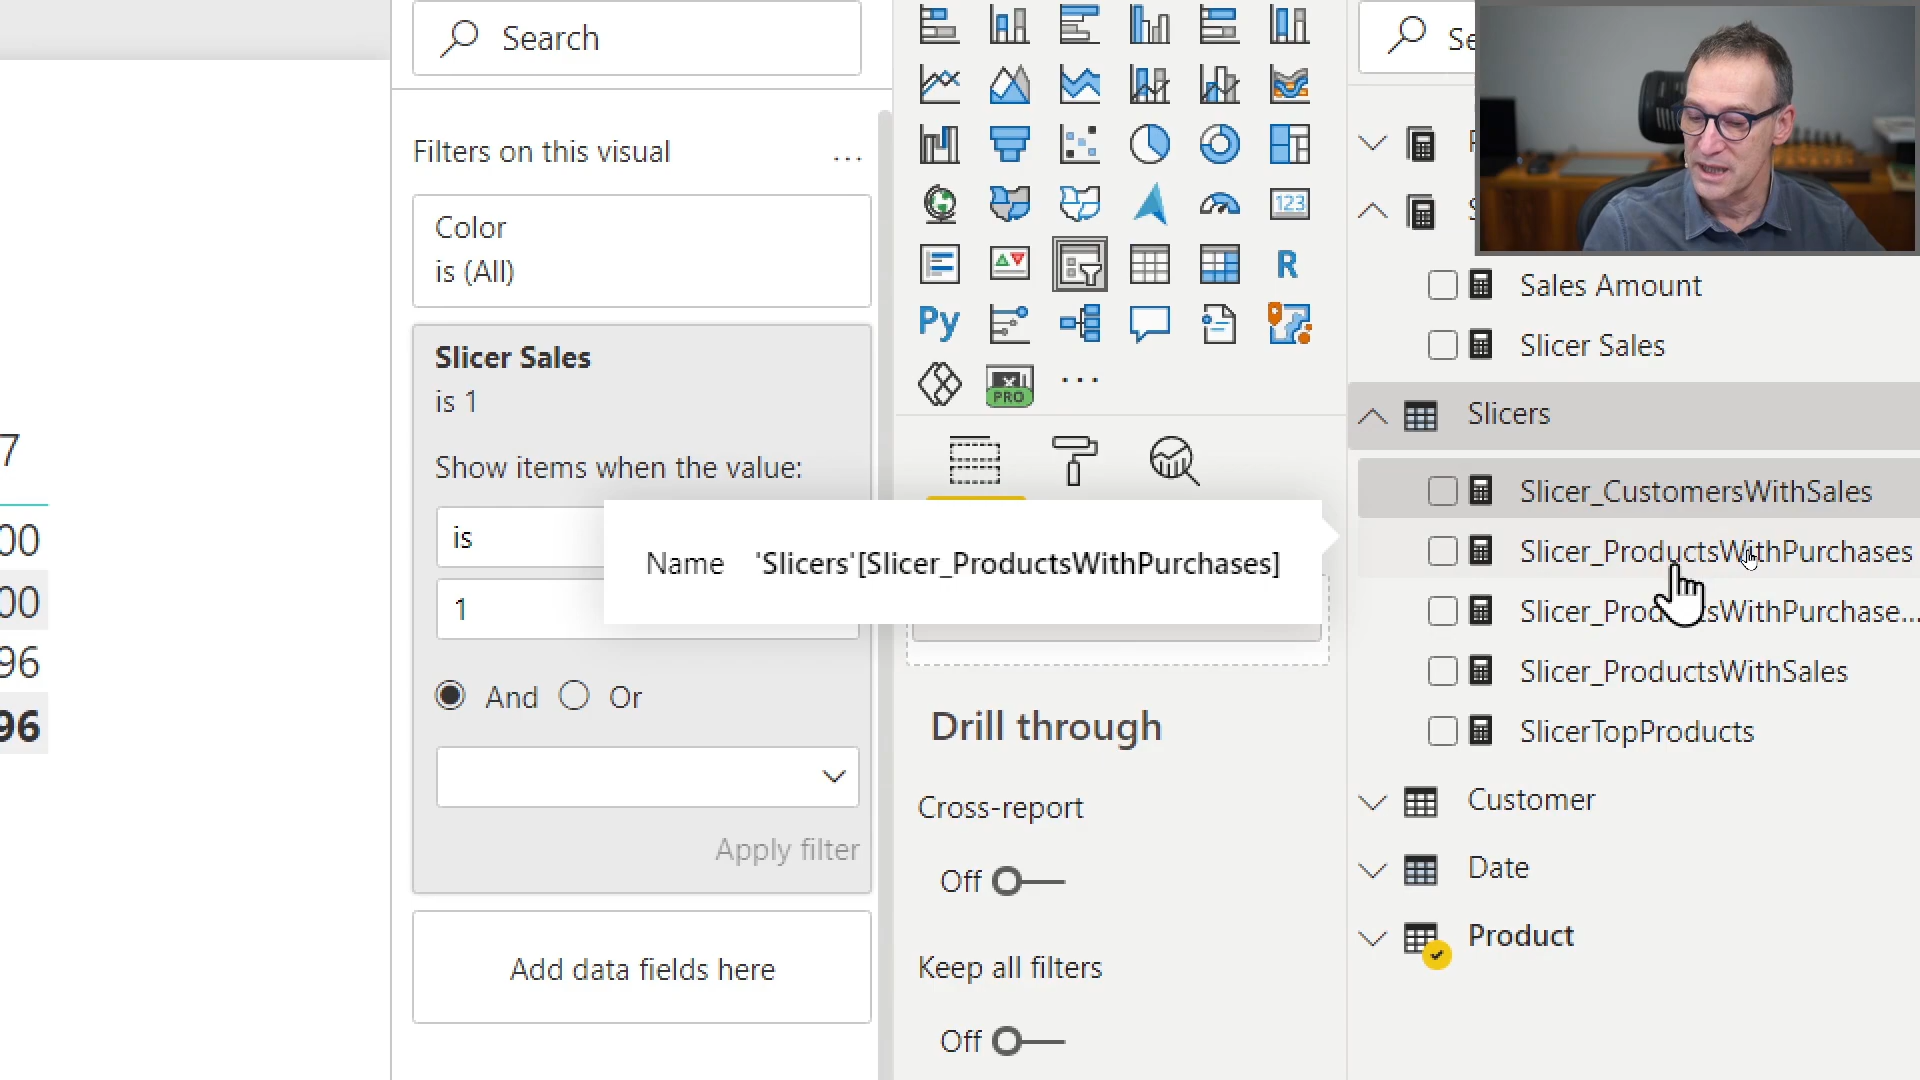 7
00
00
96
96
Search
Filters on this visual
...
Color
is (All)
Slicer Sales
is 1
Show items when the value:
is
1
And
Or
Apply filter
Add data fields here
123
R
Py
PRO
...
Name 'Slicers'[Slicer_ProductsWithPurchases]
Drill through
Cross-report
Off
Keep all filters
Off
Se
Sales Amount
Slicer Sales
Slicers
Slicer_CustomersWithSales
Slicer_ProductsWithPurchases
Slicer_ProductsWithPurchase...
Slicer_ProductsWithSales
SlicerTopProducts
Customer
Date
Product